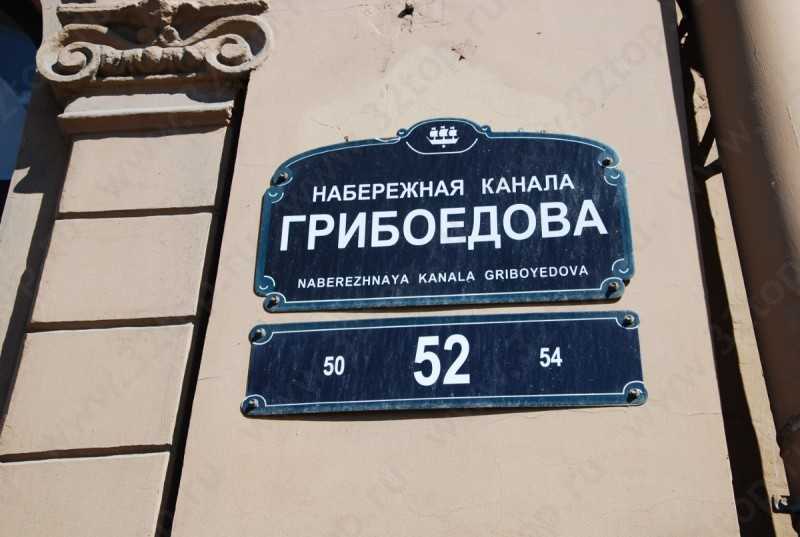 НАБЕРЕЖНАЯ КАНАЛА
ГРИБОЕДОВА
NABEREZHNAYA KANALA GRIBOYEDOVA
50 52 54